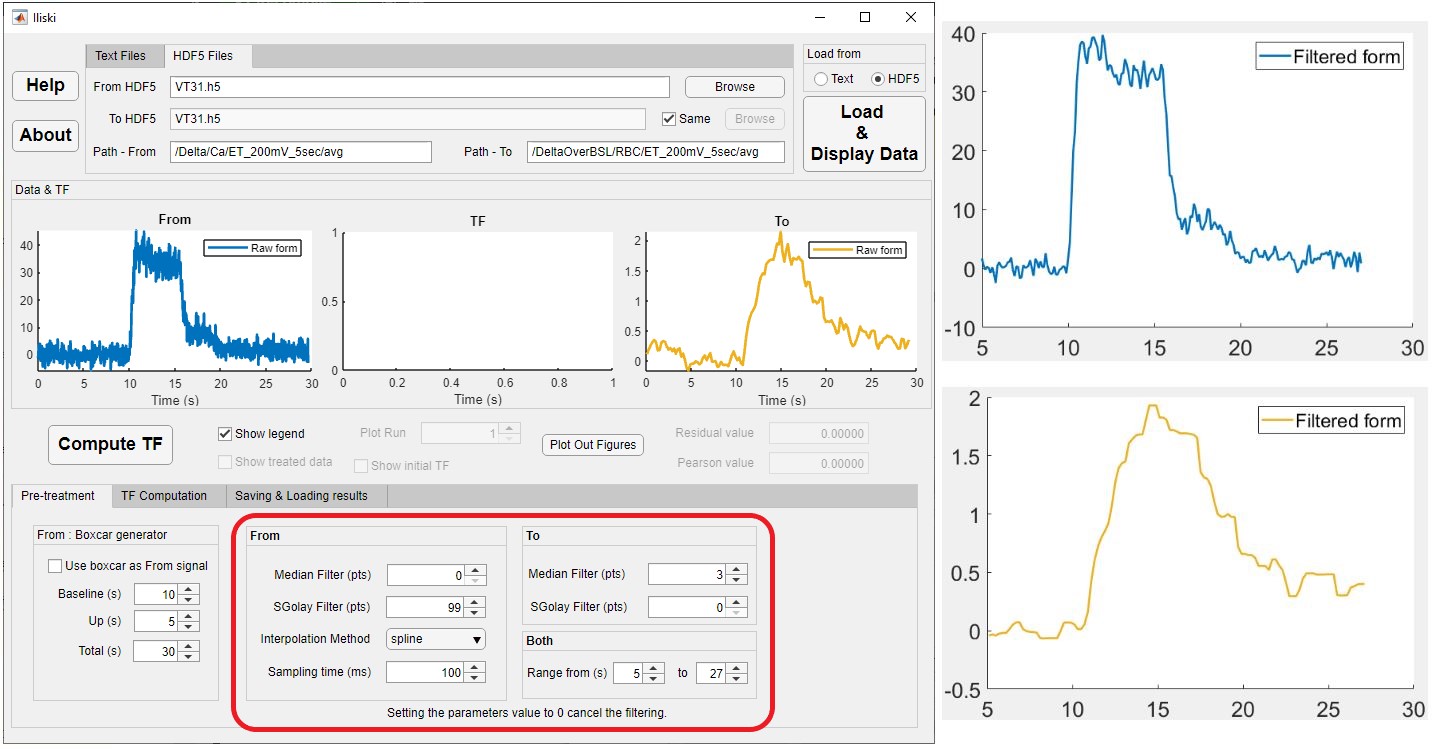 Iliski
Text Files HDF5 Files
Load from
Text HDF5
Help
About
From HDF5 VT31.h5 Browse
To HDF5 VT31.h5 Same Browse
Path - From /Delta/Ca/ET_200mV_5sec/avg Path - To /DeltaOverBSL/RBC/ET_200mV_5sec/avg
Load
&
Display Data
Data & TF
From
Raw form
40
30
20
10
0
0 5 10 15 20 25 30
Time (s)
TF
1
0.5
0
0 0.2 0.4 0.6 0.8 1
Time (s)
To
Raw form
2
1.5
1
0.5
0
0 5 10 15 20 25 30
Time (s)
Compute TF
Show legend
Show treated data
Plot Run 1
Show initial TF
Plot Out Figures
Residual value 0.00000
Pearson value 0.00000
Pre-treatment TF Computation Saving & Loading results
From : Boxcar generator
Use boxcar as From signal
Baseline (s) 10
Up (s) 5
Total (s) 30
From
Median Filter (pts) 0
SGolay Filter (pts) 99
Interpolation Method spline
Sampling time (ms) 100
To
Median Filter (pts) 3
SGolay Filter (pts) 0
Both
Range from (s) 5 to 27
Setting the parameters value to 0 cancel the filtering.
Filtered form
40
30
20
10
0
-10
5 10 15 20 25 30
Filtered form
2
1.5
1
0.5
0
-0.5
5 10 15 20 25 30